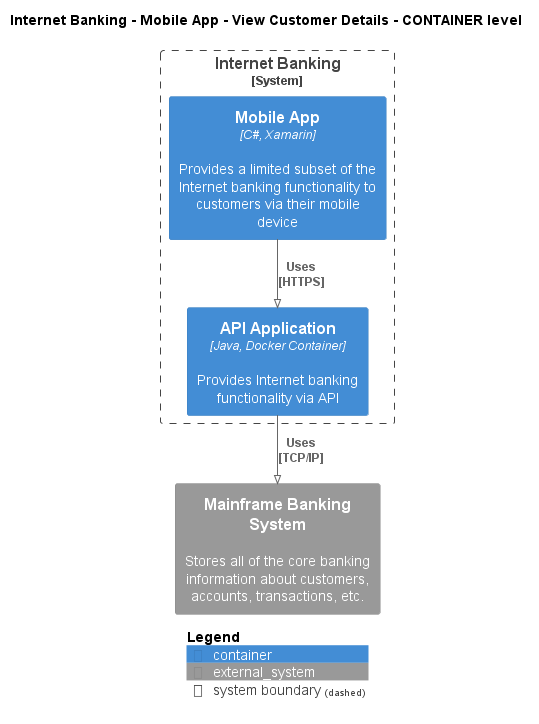 Internet Banking - Mobile App - View Customer Details - CONTAINER level
Internet Banking
[System]
Mobile App
[C#, Xamarin]
Provides a limited subset of the
Internet banking functionality to
customers via their mobile
device
Uses
[HTTPS]
API Application
[Java, Docker Container]
Provides Internet banking
functionality via API
Uses
[TCP/IP]
Mainframe Banking
System
Stores all of the core banking
information about customers,
accounts, transactions, etc.
Legend
container
external_system
system boundary (dashed)